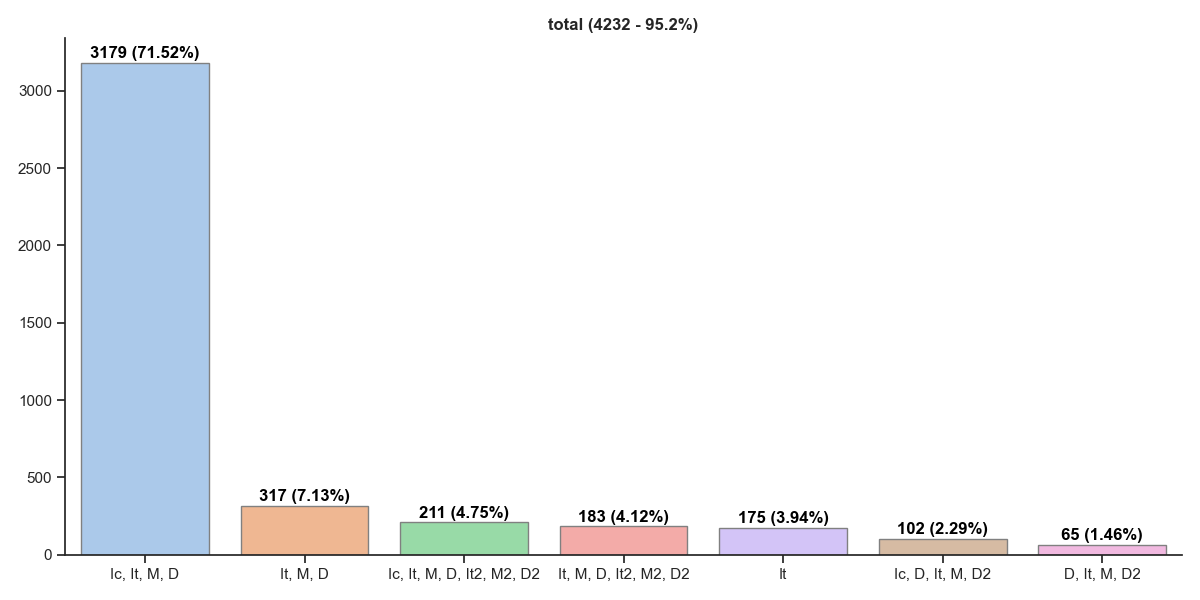 total (4232 - 95.2%)
3179 (71.52%)
317 (7.13%)
211 (4.75%)
183 (4.12%)
175 (3.94%)
102 (2.29%)
65 (1.46%)
3000
2500
2000
1500
1000
500
0
Ic, It, M, D
It, M, D
Ic, It, M, D, It2, M2, D2
It, M, D, It2, M2, D2
It
Ic, D, It, M, D2
D, It, M, D2